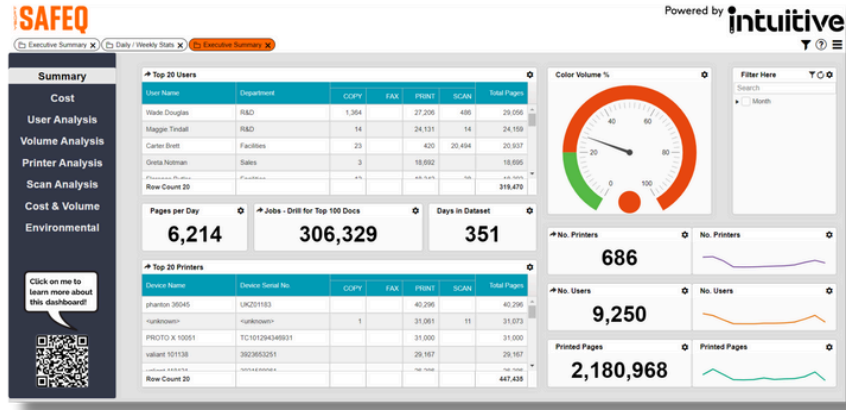 SAFEQ
Powered by intuitive
Executive Summary x
Daily / Weekly Stats x
Executive Summary x
Summary
Cost
User Analysis
Volume Analysis
Printer Analysis
Scan Analysis
Cost & Volume
Environmental
Click on me to
learn more about
this dashboard!
Top 20 Users
User Name Department COPY FAX PRINT SCAN Total Pages
Wade Douglas R&D 1,364 27,206 486 29,056
Maggie Tindall R&D 14 24,131 14 24,159
Carter Brett Facilities 23 420 20,494 20,937
Greta Notman Sales 3 18,692 18,695
Row Count 20 319,470
Pages per Day
6,214
Jobs - Drill for Top 100 Docs
306,329
Days in Dataset
351
Top 20 Printers
Device Name Device Serial No. COPY FAX PRINT SCAN Total Pages
phanton 36045 UKZ01183 40,296 40,296
<unknown> <unknown> 1 31,061 11 31,073
PROTO X 10051 TC101294346931 31,000 31,000
valiant 101138 3923653251 29,167 29,167
Row Count 20 447,435
Color Volume %
0 20 40 60 80 100
Filter Here
Search
Month
No. Printers
686
No. Printers
No. Users
9,250
No. Users
Printed Pages
2,180,968
Printed Pages